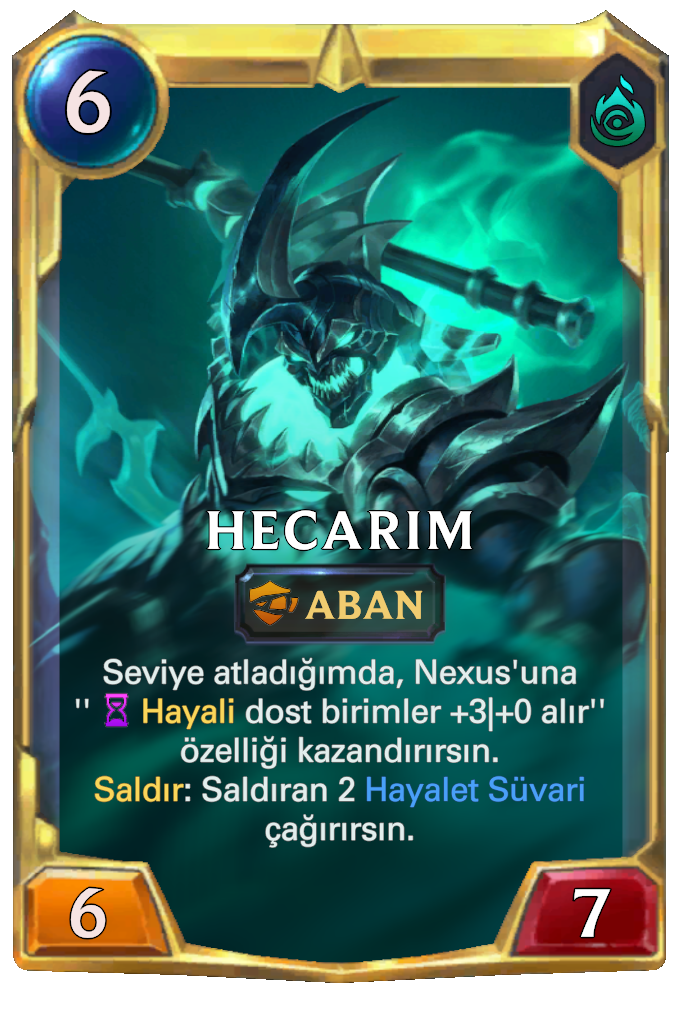 6
HECARIM
ABAN
Seviye atladığımda, Nexus'una
" Hayali dost birimler +3|+0 alır"
özelliği kazandırırsın.
Saldır: Saldıran 2 Hayalet Süvari
çağırırsın.
6
7